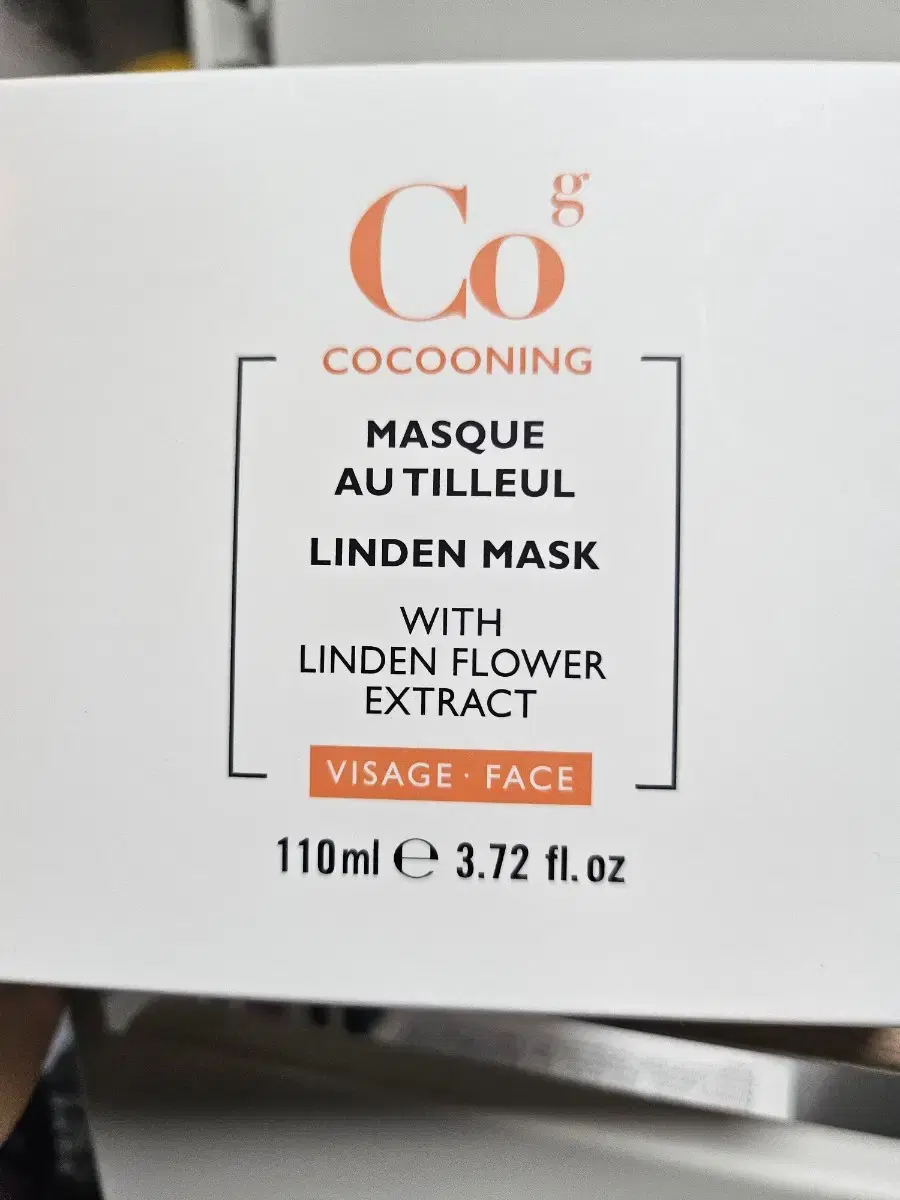 Co g
COCOONING
MASQUE
AU TILLEUL
LINDEN MASK
WITH
LINDEN FLOWER
EXTRACT
VISAGE · FACE
110ml ℮ 3.72 fl. oz